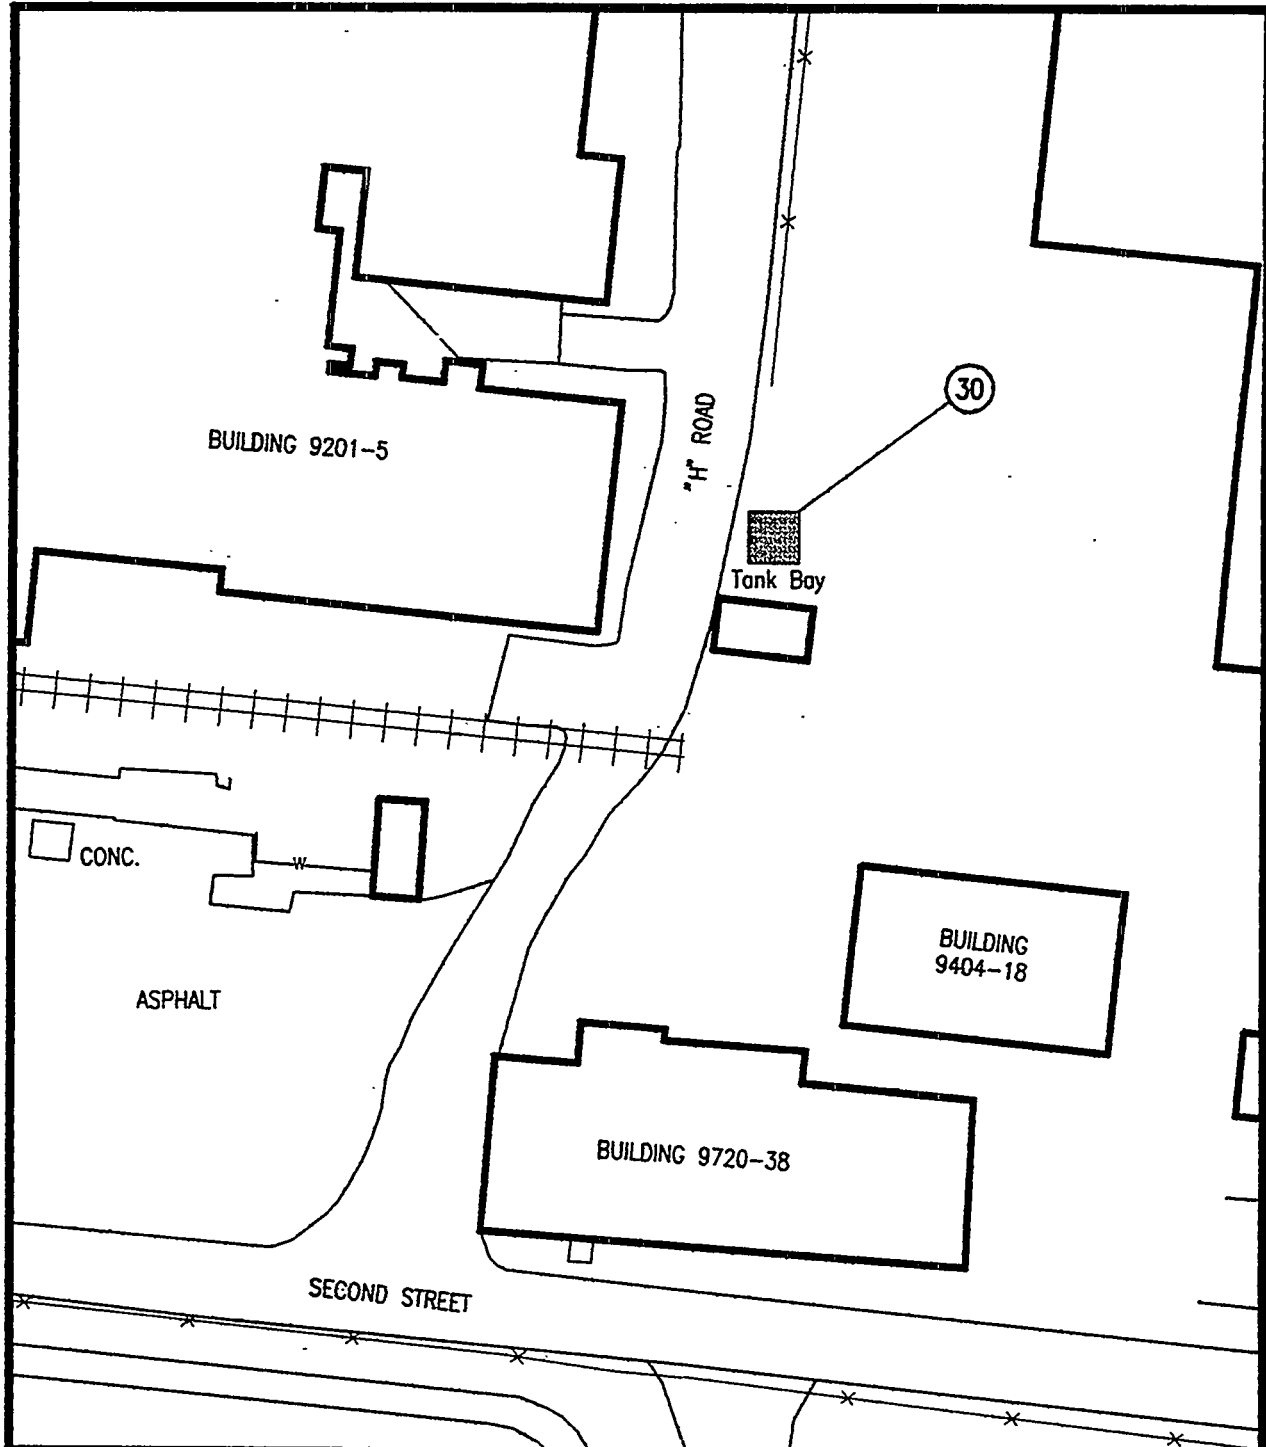 30
"H" ROAD
BUILDING 9201-5
Tank Bay
CONC.
W
BUILDING
9404-18
ASPHALT
BUILDING 9720-38
SECOND STREET